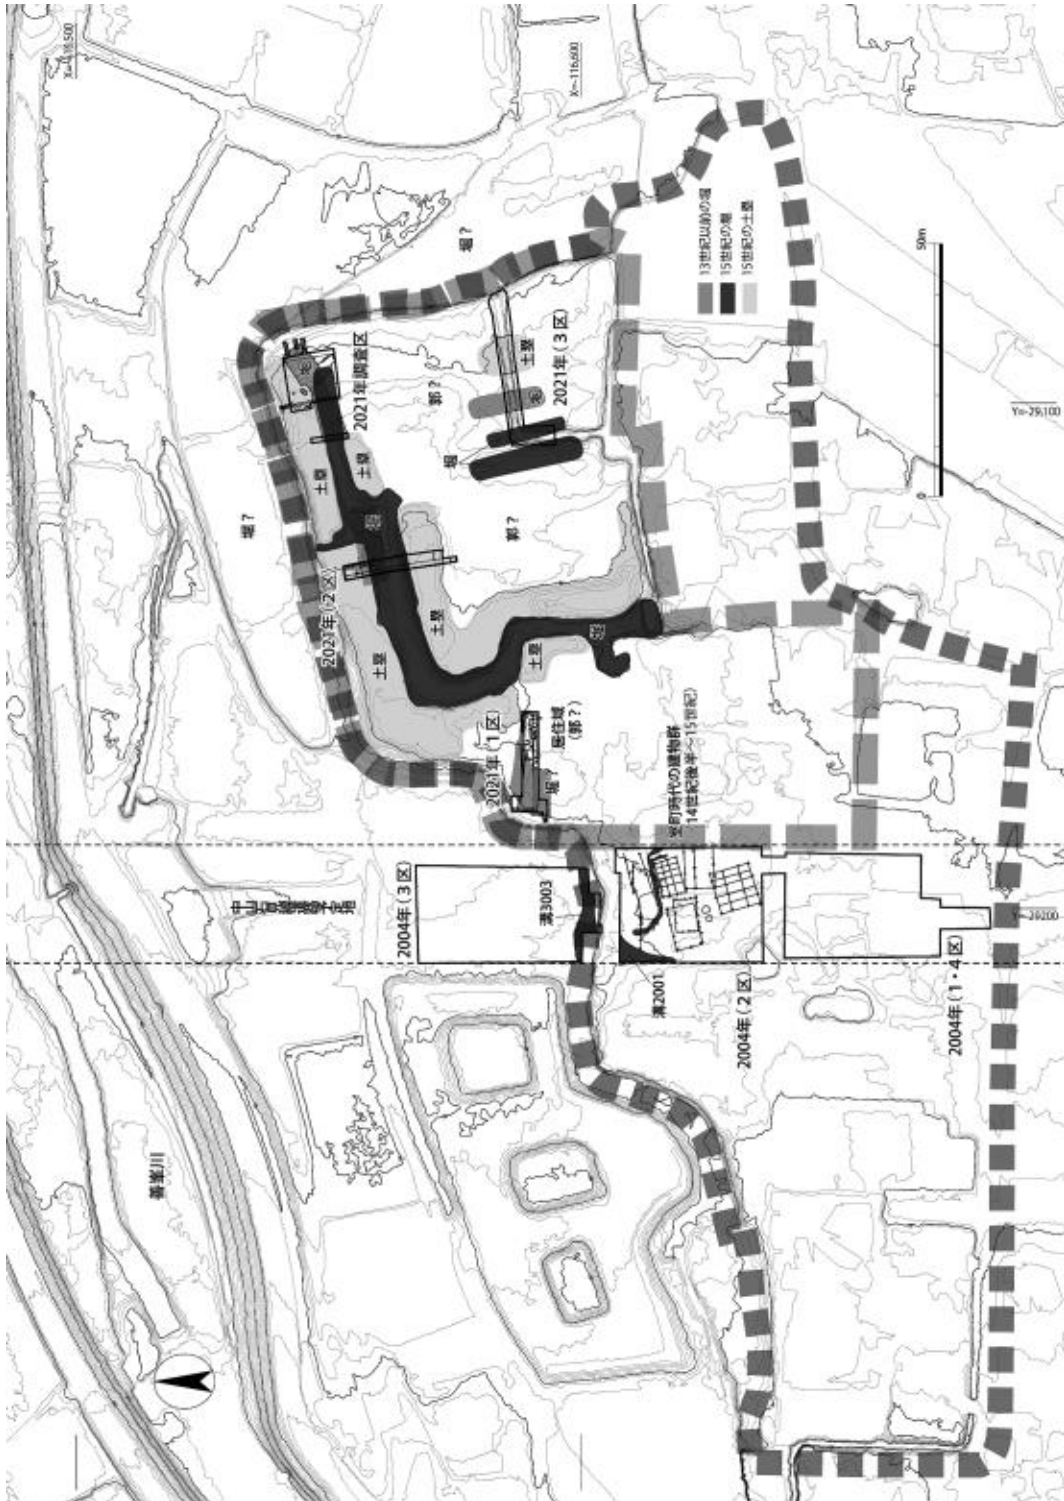 X=-116,500
X=-116,600
堀?
13世紀以前の堀
15世紀の堀
15世紀の土塁
50m
0
Y=-29,100
2021年調査区
郭?
土塁
2021年(3区)
堀
土塁
土塁
堀
堀?
郭?
2021年(2区)
土塁
土塁
堀
土塁
2021年(1区)
堀?
居住域
(郭?)
室町時代の建物群
14世紀後半~15世紀
2004年(3区)
溝3003
溝2001
2004年(2区)
2004年(1・4区)
Y=-29200
善峯川